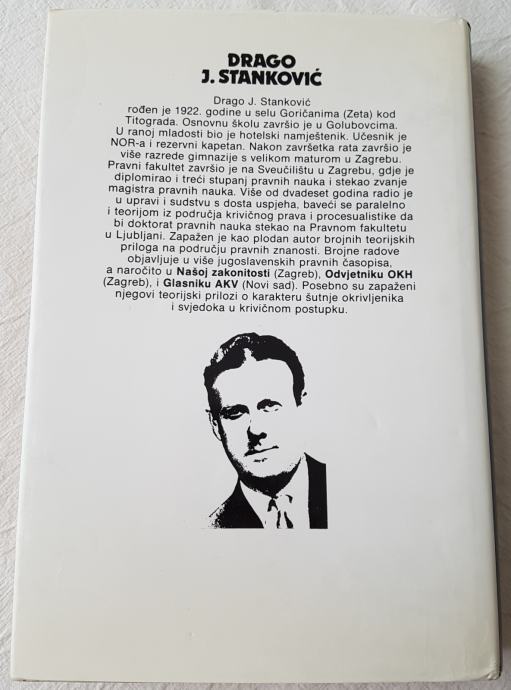 DRAGO
J. STANKOVIĆ
Drago J. Stanković
rođen je 1922. godine u selu Goričanima (Zeta) kod
Titograda. Osnovnu školu završio je u Golubovcima.
U ranoj mladosti bio je hotelski namještenik. Učesnik je
NOR-a i rezervni kapetan. Nakon završetka rata završio je
više razrede gimnazije s velikom maturom u Zagrebu.
Pravni fakultet završio je na Sveučilištu u Zagrebu, gdje je
diplomirao i treći stupanj pravnih nauka i stekao zvanje
magistra pravnih nauka. Više od dvadeset godina radio je
u upravi i sudstvu s dosta uspjeha, baveći se paralelno
i teorijom iz područja krivičnog prava i procesualistike da
bi doktorat pravnih nauka stekao na Pravnom fakultetu
u Ljubljani. Zapažen je kao plodan autor brojnih teorijskih
priloga na području pravnih znanosti. Brojne radove
objavljuje u više jugoslavenskih pravnih časopisa,
a naročito u Našoj zakonitosti (Zagreb), Odvjetniku OKH
(Zagreb), i Glasniku AKV (Novi sad). Posebno su zapaženi
njegovi teorijski prilozi o karakteru šutnje okrivljenika
i svjedoka u krivičnom postupku.